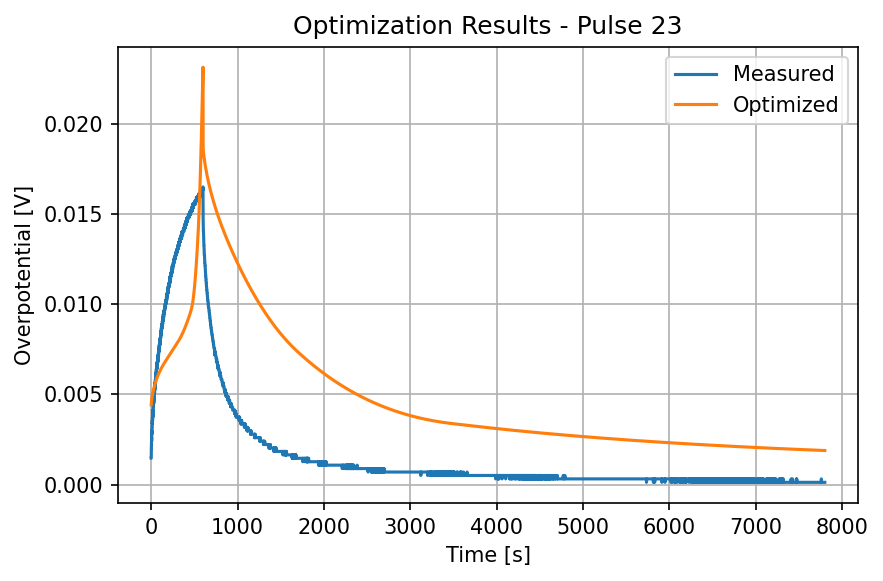 Optimization Results - Pulse 23
Measured
Optimized
Overpotential [V]
0.020
0.015
0.010
0.005
0.000
0 1000 2000 3000 4000 5000 6000 7000 8000
Time [s]